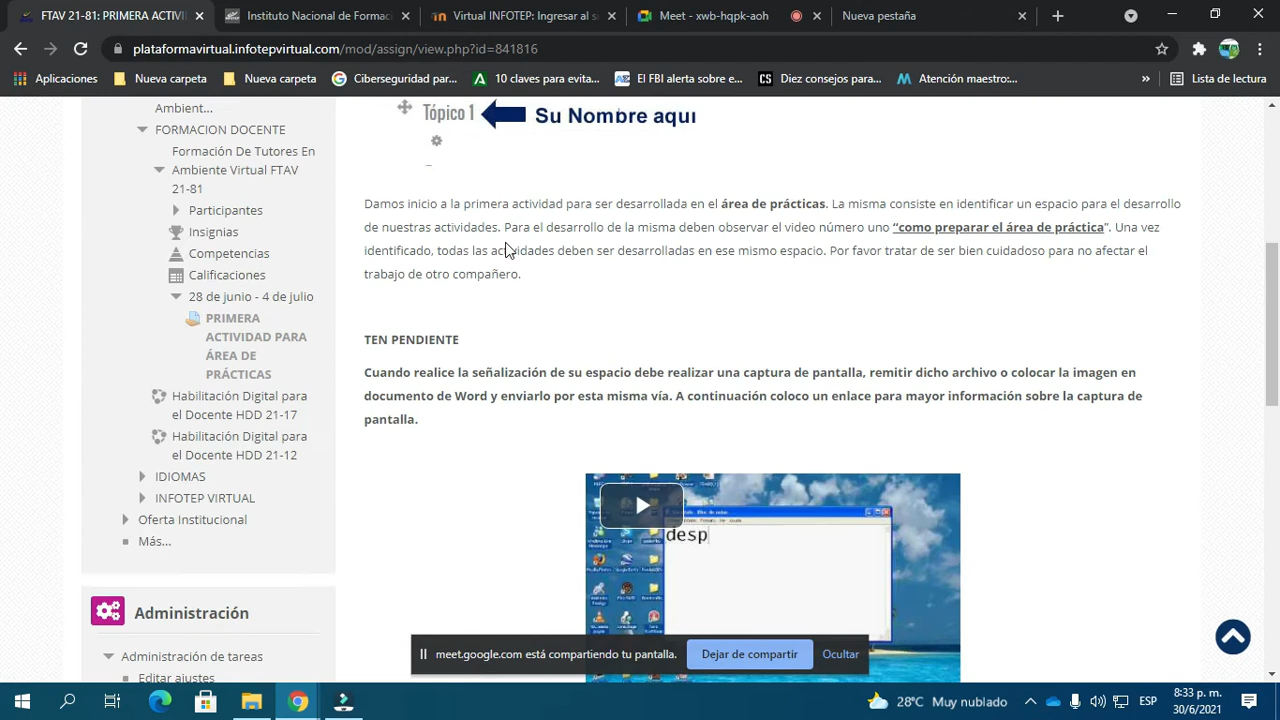 FTAV 21-81: PRIMERA ACTIVI
Instituto Nacional de Formac
Virtual INFOTEP: Ingresar al si
Meet - xwb-hqpk-aoh
Nueva pestaña
plataformavirtual.infotepvirtual.com/mod/assign/view.php?id=841816
Aplicaciones
Nueva carpeta
Nueva carpeta
Ciberseguridad par...
10 claves para evita...
El FBI alerta sobre e...
Diez consejos para...
Atención maestro:...
»
Lista de lectura
Ambient...
FORMACION DOCENTE
Formación De Tutores En
Ambiente Virtual FTAV
21-81
Participantes
Insignias
Competencias
Calificaciones
28 de junio - 4 de julio
PRIMERA
ACTIVIDAD PARA
ÁREA DE
PRÁCTICAS
Habilitación Digital para
el Docente HDD 21-17
Habilitación Digital para
el Docente HDD 21-12
IDIOMAS
INFOTEP VIRTUAL
Oferta Institucional
Más...
Administración
Administración de tareas
Editar ajustes
Tópico 1
Su Nombre aquı
Damos inicio a la primera actividad para ser desarrollada en el área de prácticas. La misma consiste en identificar un espacio para el desarrollo
de nuestras actividades. Para el desarrollo de la misma deben observar el video número uno “como preparar el área de práctica”. Una vez
identificado, todas las actividades deben ser desarrolladas en ese mismo espacio. Por favor tratar de ser bien cuidadoso para no afectar el
trabajo de otro compañero.
TEN PENDIENTE
Cuando realice la señalización de su espacio debe realizar una captura de pantalla, remitir dicho archivo o colocar la imagen en
documento de Word y enviarlo por esta misma vía. A continuación coloco un enlace para mayor información sobre la captura de
pantalla.
desp
meet.google.com está compartiendo tu pantalla.
Dejar de compartir
Ocultar
28°C Muy nublado
ESP
8:33 p. m.
30/6/2021